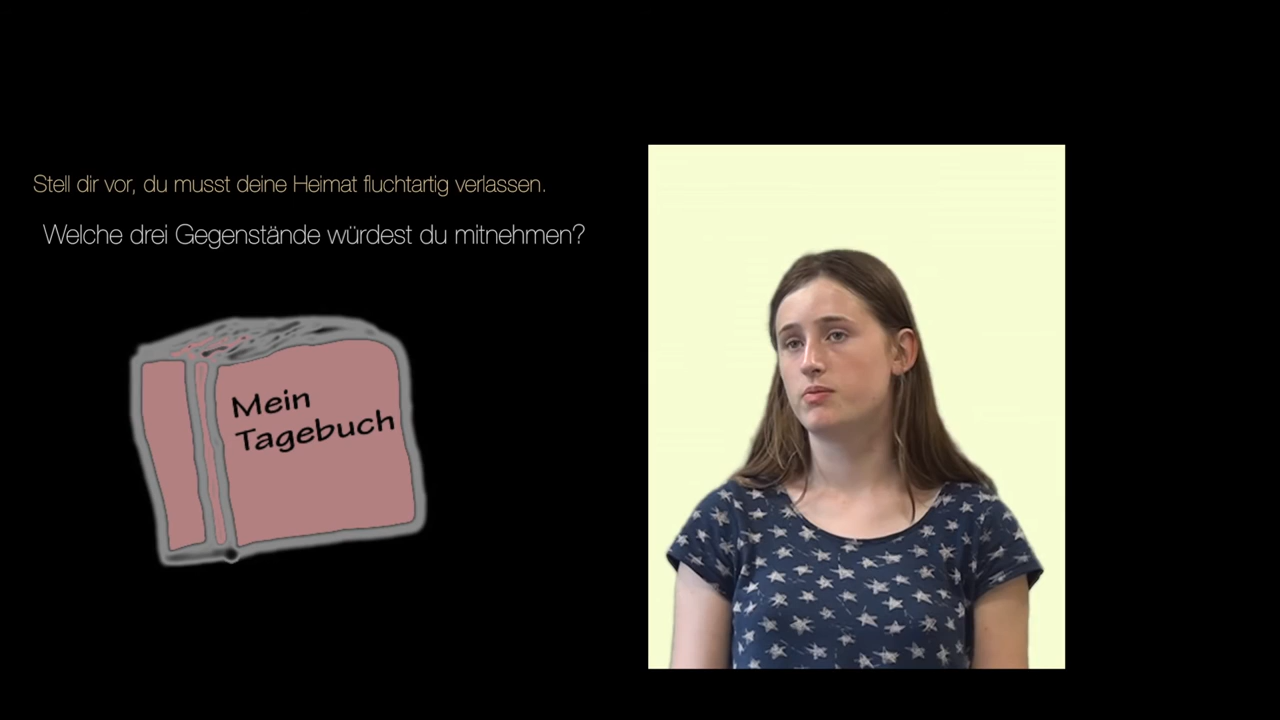 Stell dir vor, du musst deine Heimat fluchtartig verlassen.
Welche drei Gegenstände würdest du mitnehmen?
Mein
Tagebuch